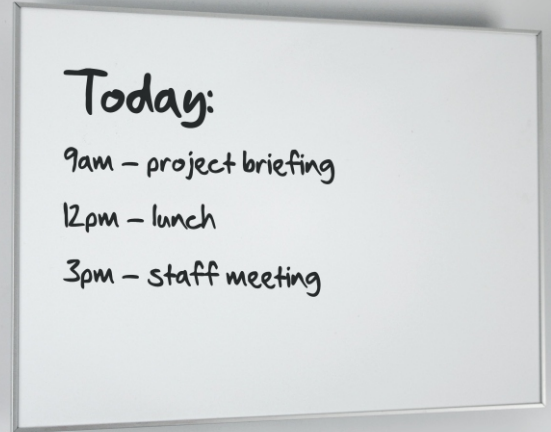 Today:
9am – project briefing
12pm – lunch
3pm – staff meeting